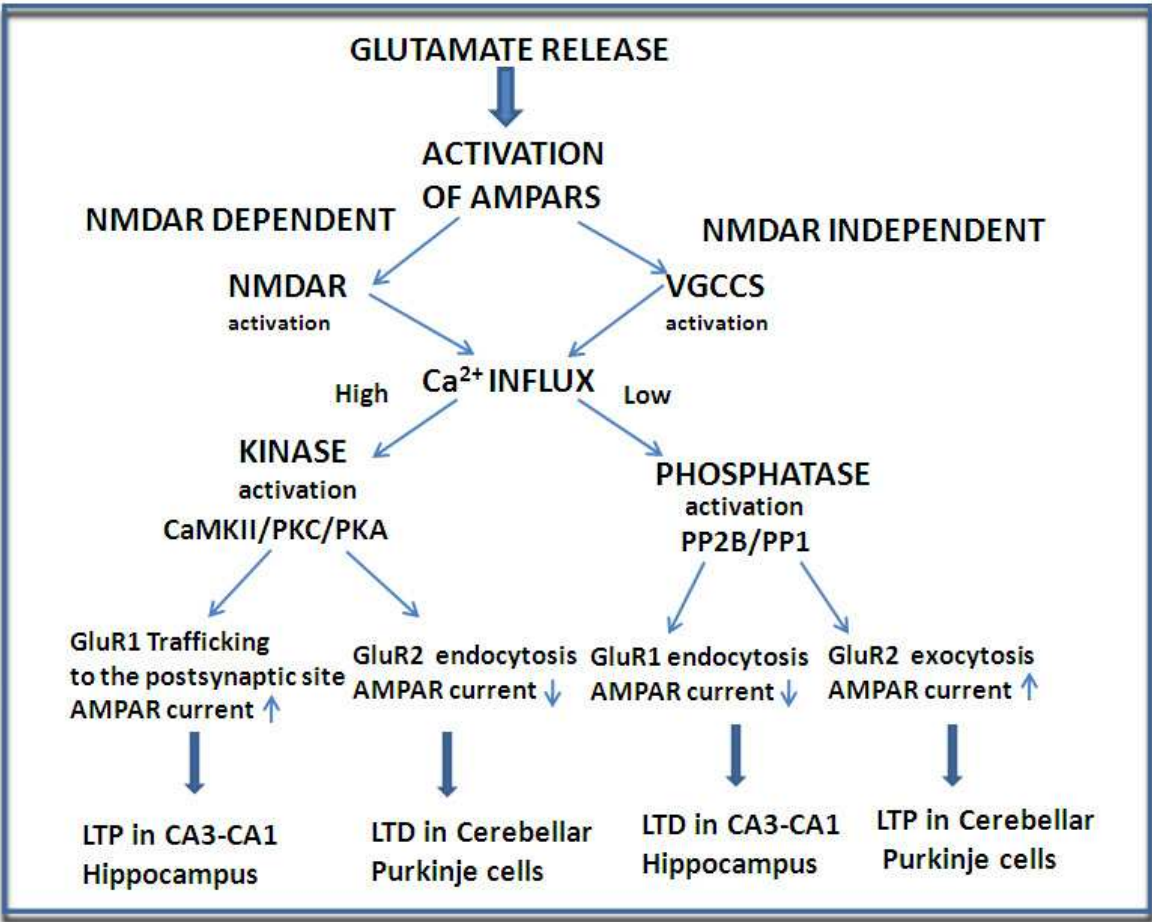 GLUTAMATE RELEASE
ACTIVATION
OF AMPARS
NMDAR DEPENDENT
NMDAR INDEPENDENT
NMDAR
activation
VGCCS
activation
Ca²⁺ INFLUX
High
Low
KINASE
activation
CaMKII/PKC/PKA
PHOSPHATASE
activation
PP2B/PP1
GluR1 Trafficking
to the postsynaptic site
AMPAR current ↑
GluR2 endocytosis
AMPAR current ↓
GluR1 endocytosis
AMPAR current ↓
GluR2 exocytosis
AMPAR current ↑
LTP in CA3-CA1
Hippocampus
LTD in Cerebellar
Purkinje cells
LTD in CA3-CA1
Hippocampus
LTP in Cerebellar
Purkinje cells